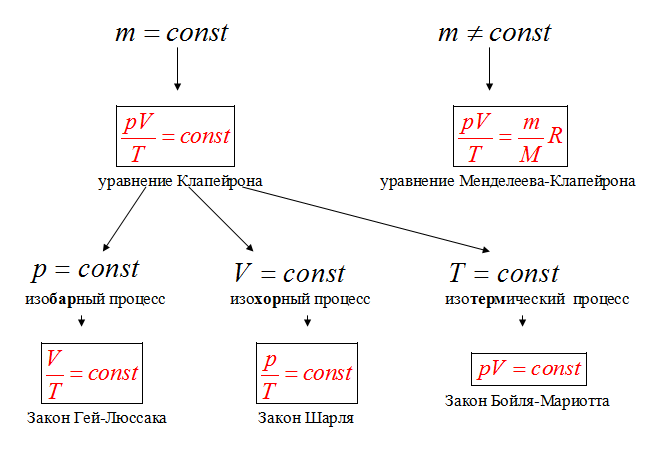 m = const
m ≠ const
pV/T = const
pV/T = m/M R
уравнение Клапейрона
уравнение Менделеева-Клапейрона
p = const
V = const
T = const
изобарный процесс
изохорный процесс
изотермический процесс
V/T = const
p/T = const
pV = const
Закон Гей-Люссака
Закон Шарля
Закон Бойля-Мариотта